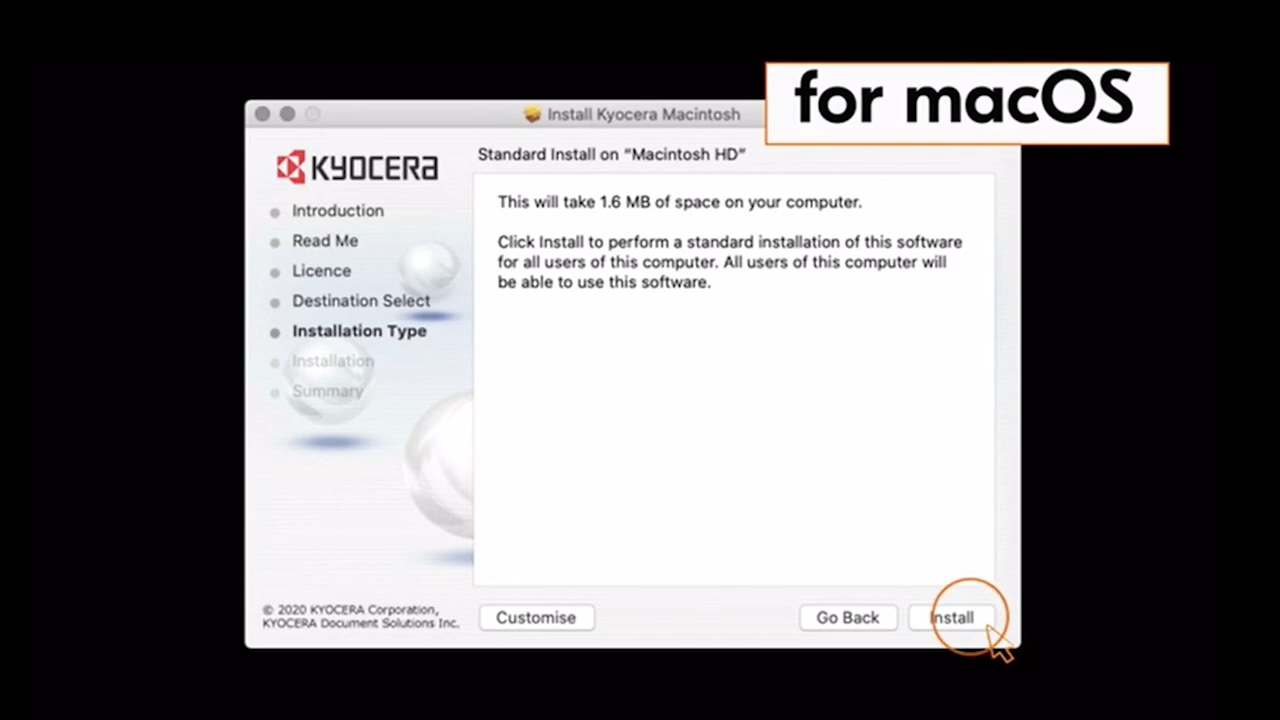 for macOS
Install Kyocera Macintosh
KYOCERA
Standard Install on “Macintosh HD”
Introduction
Read Me
Licence
Destination Select
Installation Type
Installation
Summary
This will take 1.6 MB of space on your computer.
Click Install to perform a standard installation of this software
for all users of this computer. All users of this computer will
be able to use this software.
© 2020 KYOCERA Corporation,
KYOCERA Document Solutions Inc.
Customise
Go Back
Install